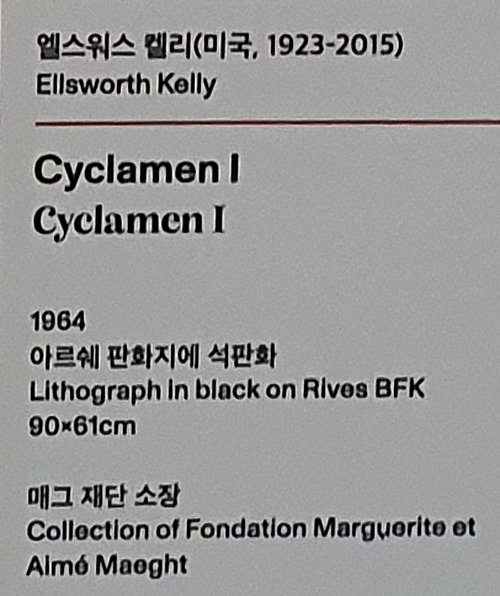 엘스워스 켈리(미국, 1923-2015)
Ellsworth Kelly
Cyclamen I
Cyclamen I
1964
아르쉐 판화지에 석판화
Lithograph in black on Rives BFK
90×61cm
매그 재단 소장
Collection of Fondation Marguerite et
Aimé Maeght